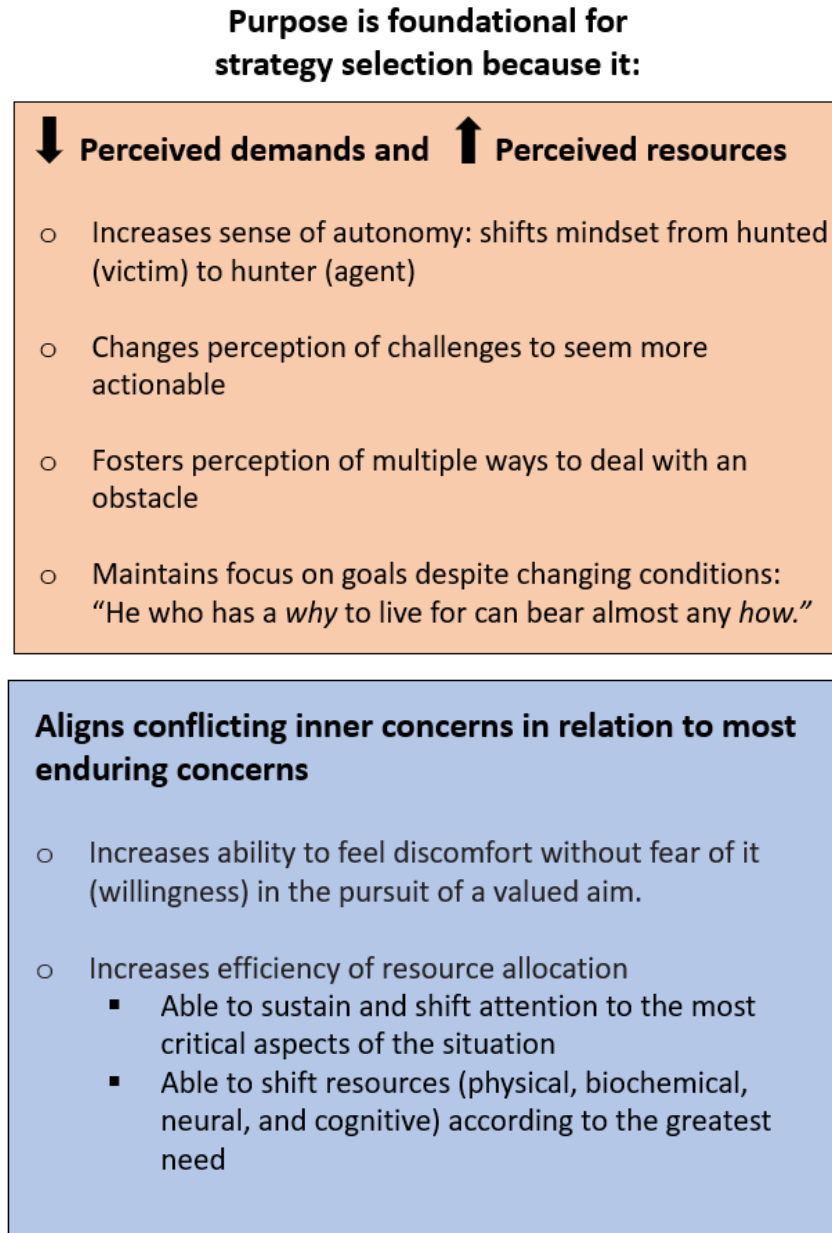 Purpose is foundational for
strategy selection because it:
⬇ Perceived demands and ⬆ Perceived resources
o Increases sense of autonomy: shifts mindset from hunted
(victim) to hunter (agent)
o Changes perception of challenges to seem more
actionable
o Fosters perception of multiple ways to deal with an
obstacle
o Maintains focus on goals despite changing conditions:
“He who has a why to live for can bear almost any how.”
Aligns conflicting inner concerns in relation to most
enduring concerns
o Increases ability to feel discomfort without fear of it
(willingness) in the pursuit of a valued aim.
o Increases efficiency of resource allocation
▪ Able to sustain and shift attention to the most
critical aspects of the situation
▪ Able to shift resources (physical, biochemical,
neural, and cognitive) according to the greatest
need